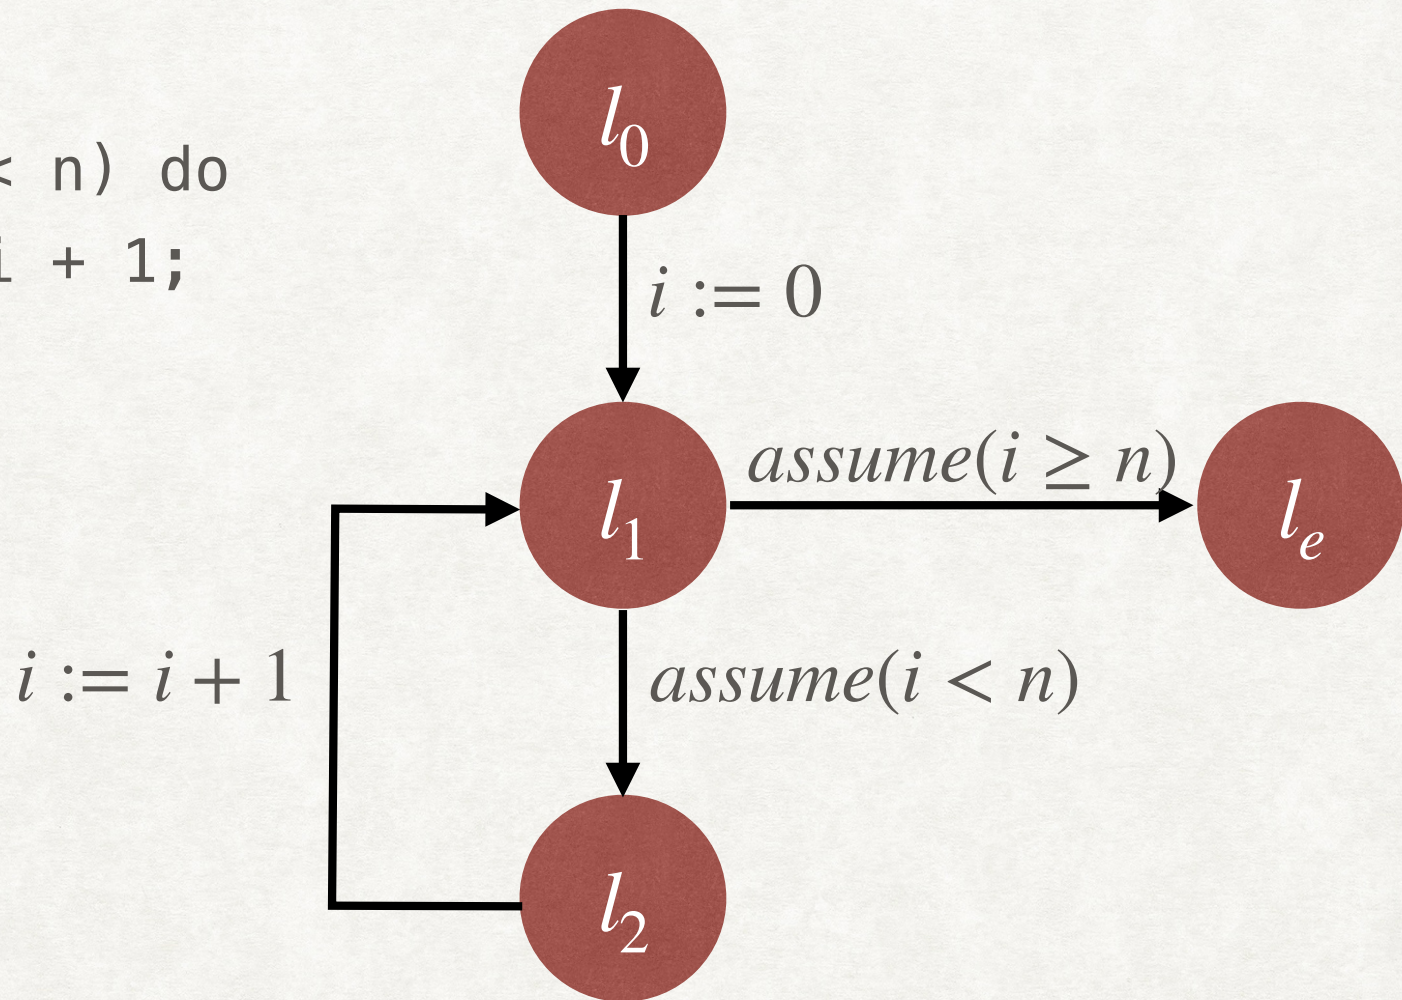 l₀
< n) do
i + 1;
i := 0
assume(i ≥ n)
l₁
lₑ
i := i + 1
assume(i < n)
l₂